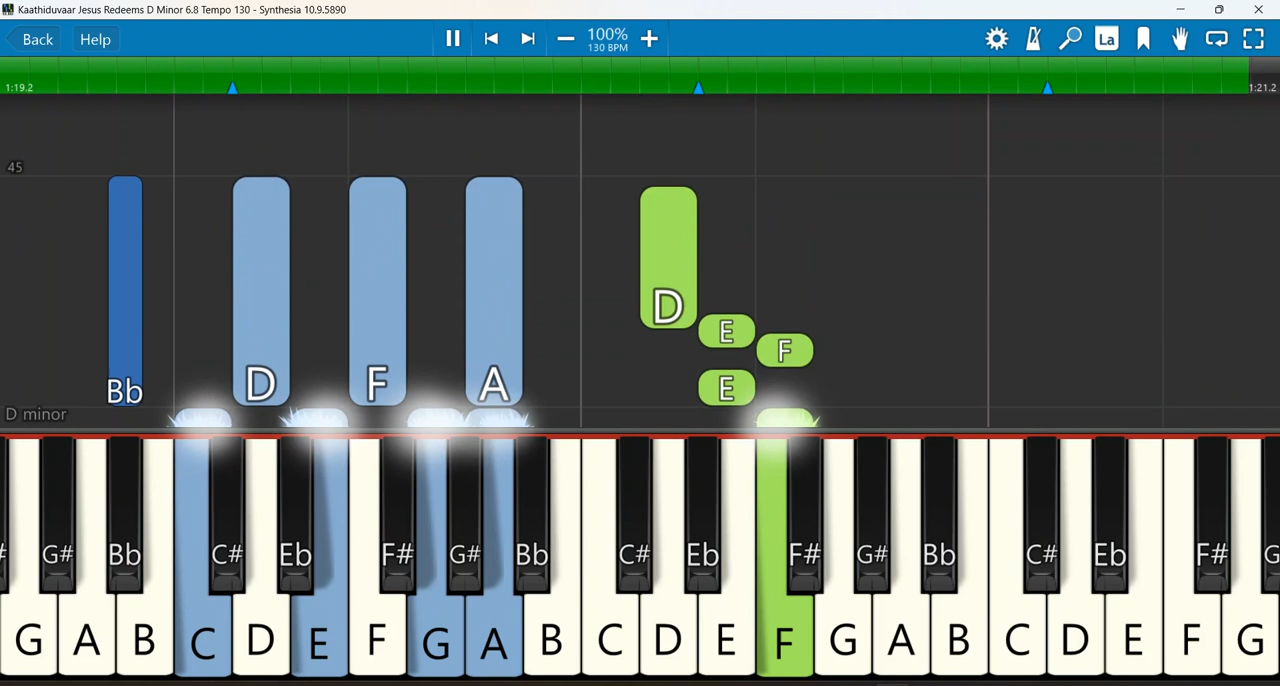 Kaathiduvaar Jesus Redeems D Minor 6.8 Tempo 130 - Synthesia 10.9.5890
Back Help 100% La
130 BPM
1:19.2 1:21.2
45
D
E F
Bb D F A E
D minor
# G# Bb C# Eb F# G# Bb C# Eb F# G# Bb C# Eb F# G
G A B C D E F G A B C D E F G A B C D E F G